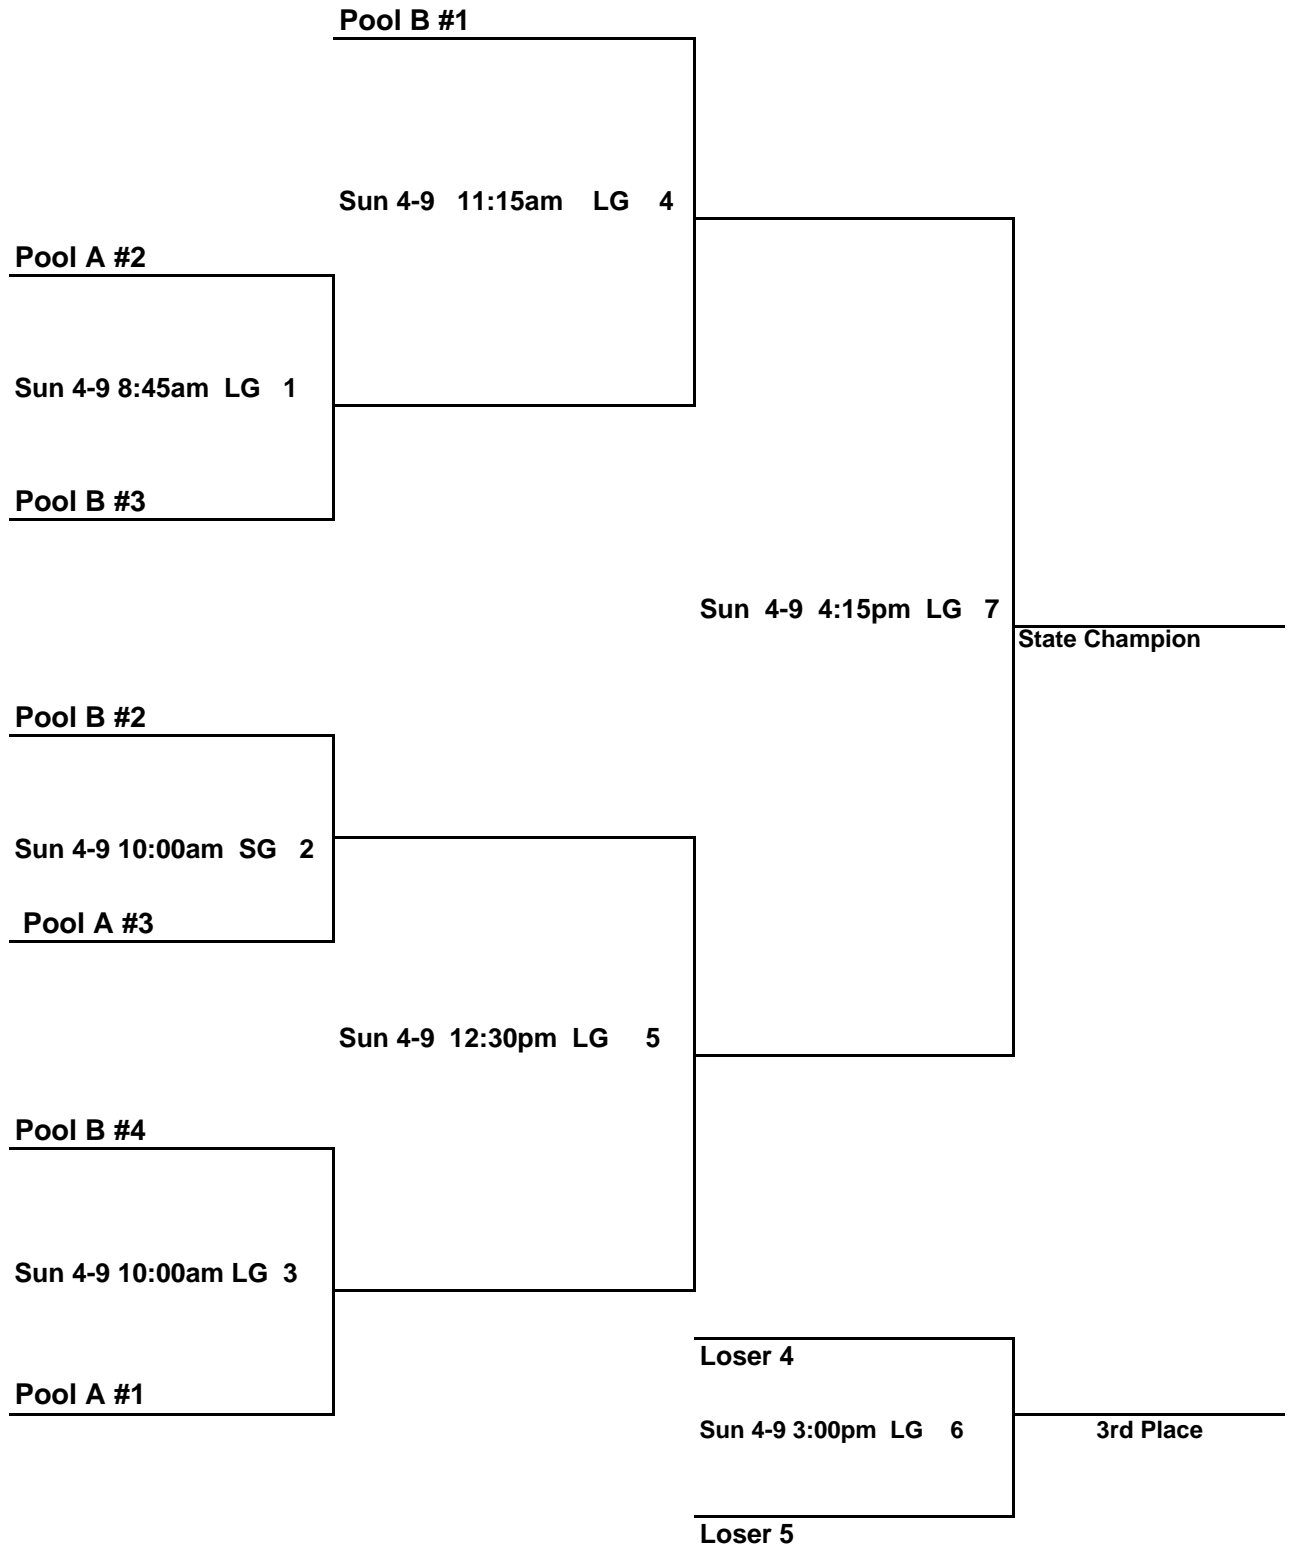 Pool B #1
Sun 4-9 11:15am LG 4
Pool A #2
Sun 4-9 8:45am LG 1
Pool B #3
Sun 4-9 4:15pm LG 7
State Champion
Pool B #2
Sun 4-9 10:00am SG 2
Pool A #3
Sun 4-9 12:30pm LG 5
Pool B #4
Sun 4-9 10:00am LG 3
Loser 4
Pool A #1
Sun 4-9 3:00pm LG 6
3rd Place
Loser 5